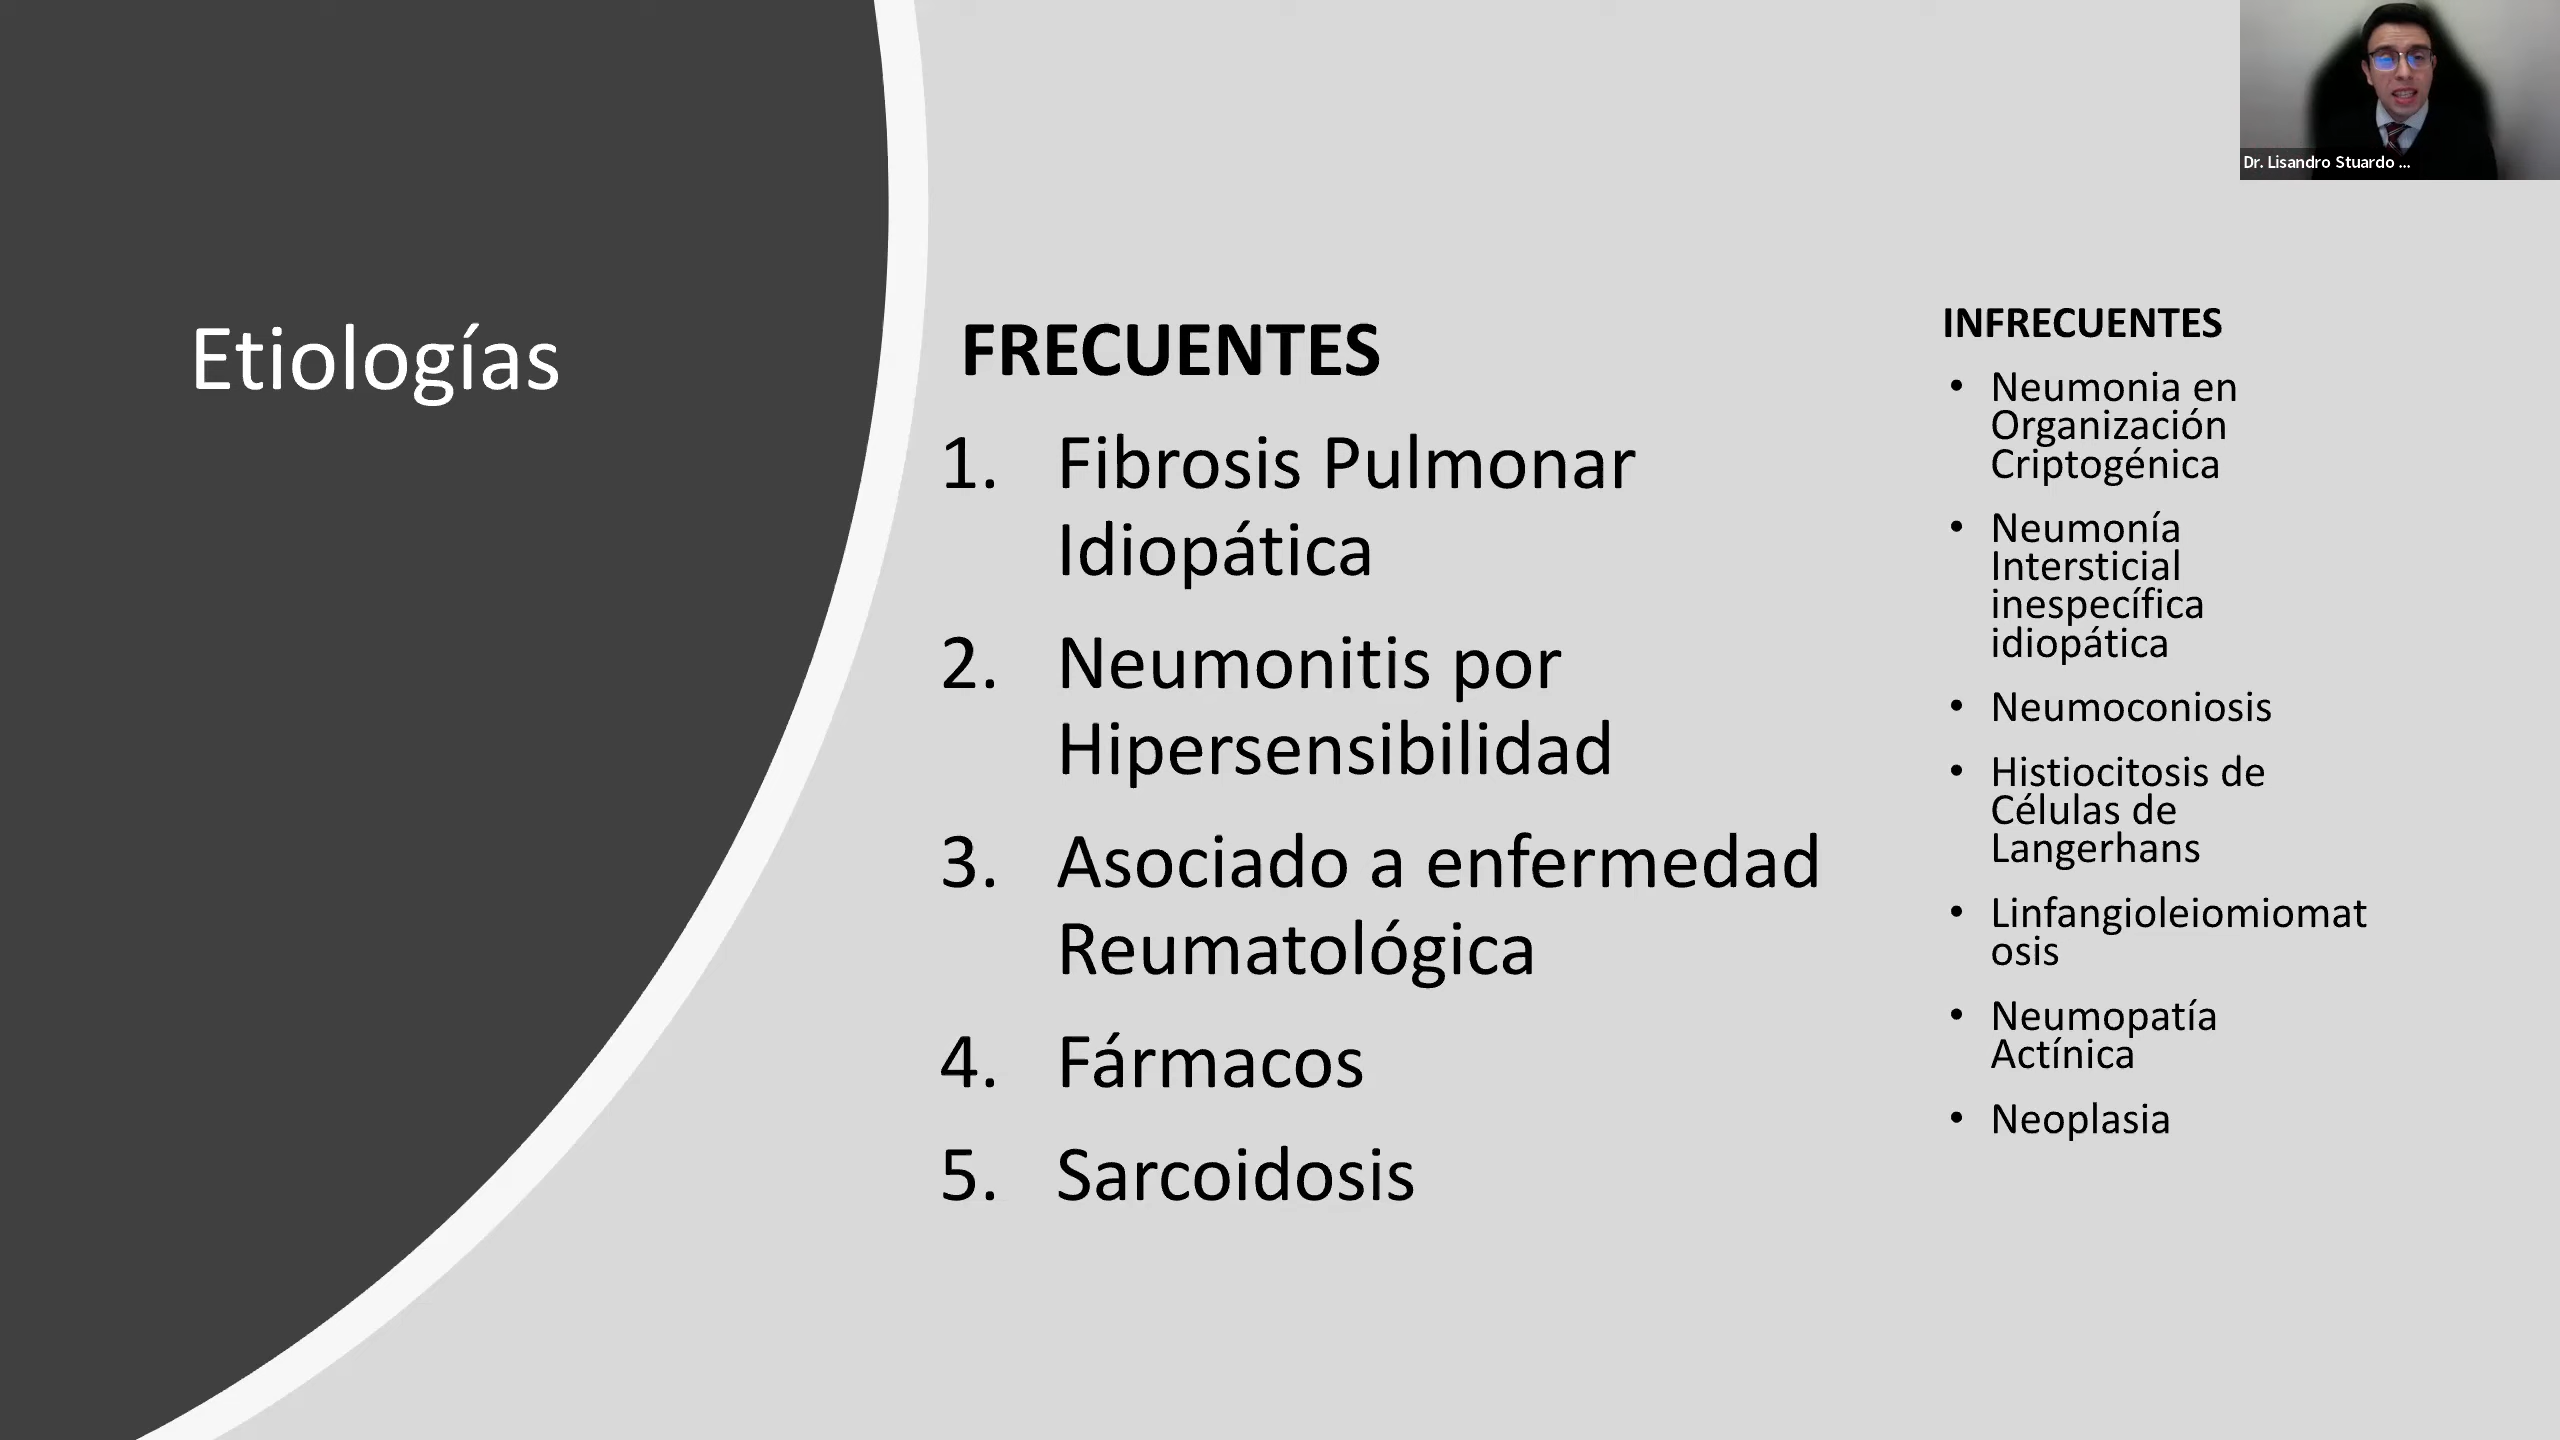 Dr. Lisandro Stuardo ...
Etiologías
FRECUENTES
1. Fibrosis Pulmonar
Idiopática
2. Neumonitis por
Hipersensibilidad
3. Asociado a enfermedad
Reumatológica
4. Fármacos
5. Sarcoidosis
INFRECUENTES
• Neumonia en
Organización
Criptogénica
• Neumonía
Intersticial
inespecífica
idiopática
• Neumoconiosis
• Histiocitosis de
Células de
Langerhans
• Linfangioleiomiomat
osis
• Neumopatía
Actínica
• Neoplasia